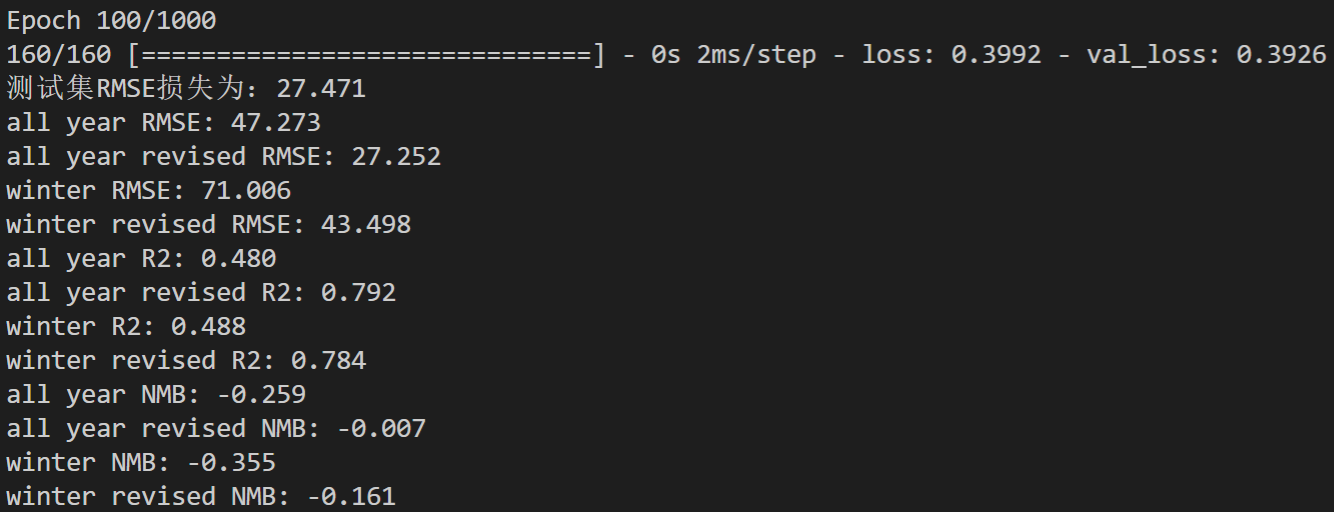 Epoch 100/1000
160/160 [==============================] - 0s 2ms/step - loss: 0.3992 - val_loss: 0.3926
测试集RMSE损失为：27.471
all year RMSE: 47.273
all year revised RMSE: 27.252
winter RMSE: 71.006
winter revised RMSE: 43.498
all year R2: 0.480
all year revised R2: 0.792
winter R2: 0.488
winter revised R2: 0.784
all year NMB: -0.259
all year revised NMB: -0.007
winter NMB: -0.355
winter revised NMB: -0.161